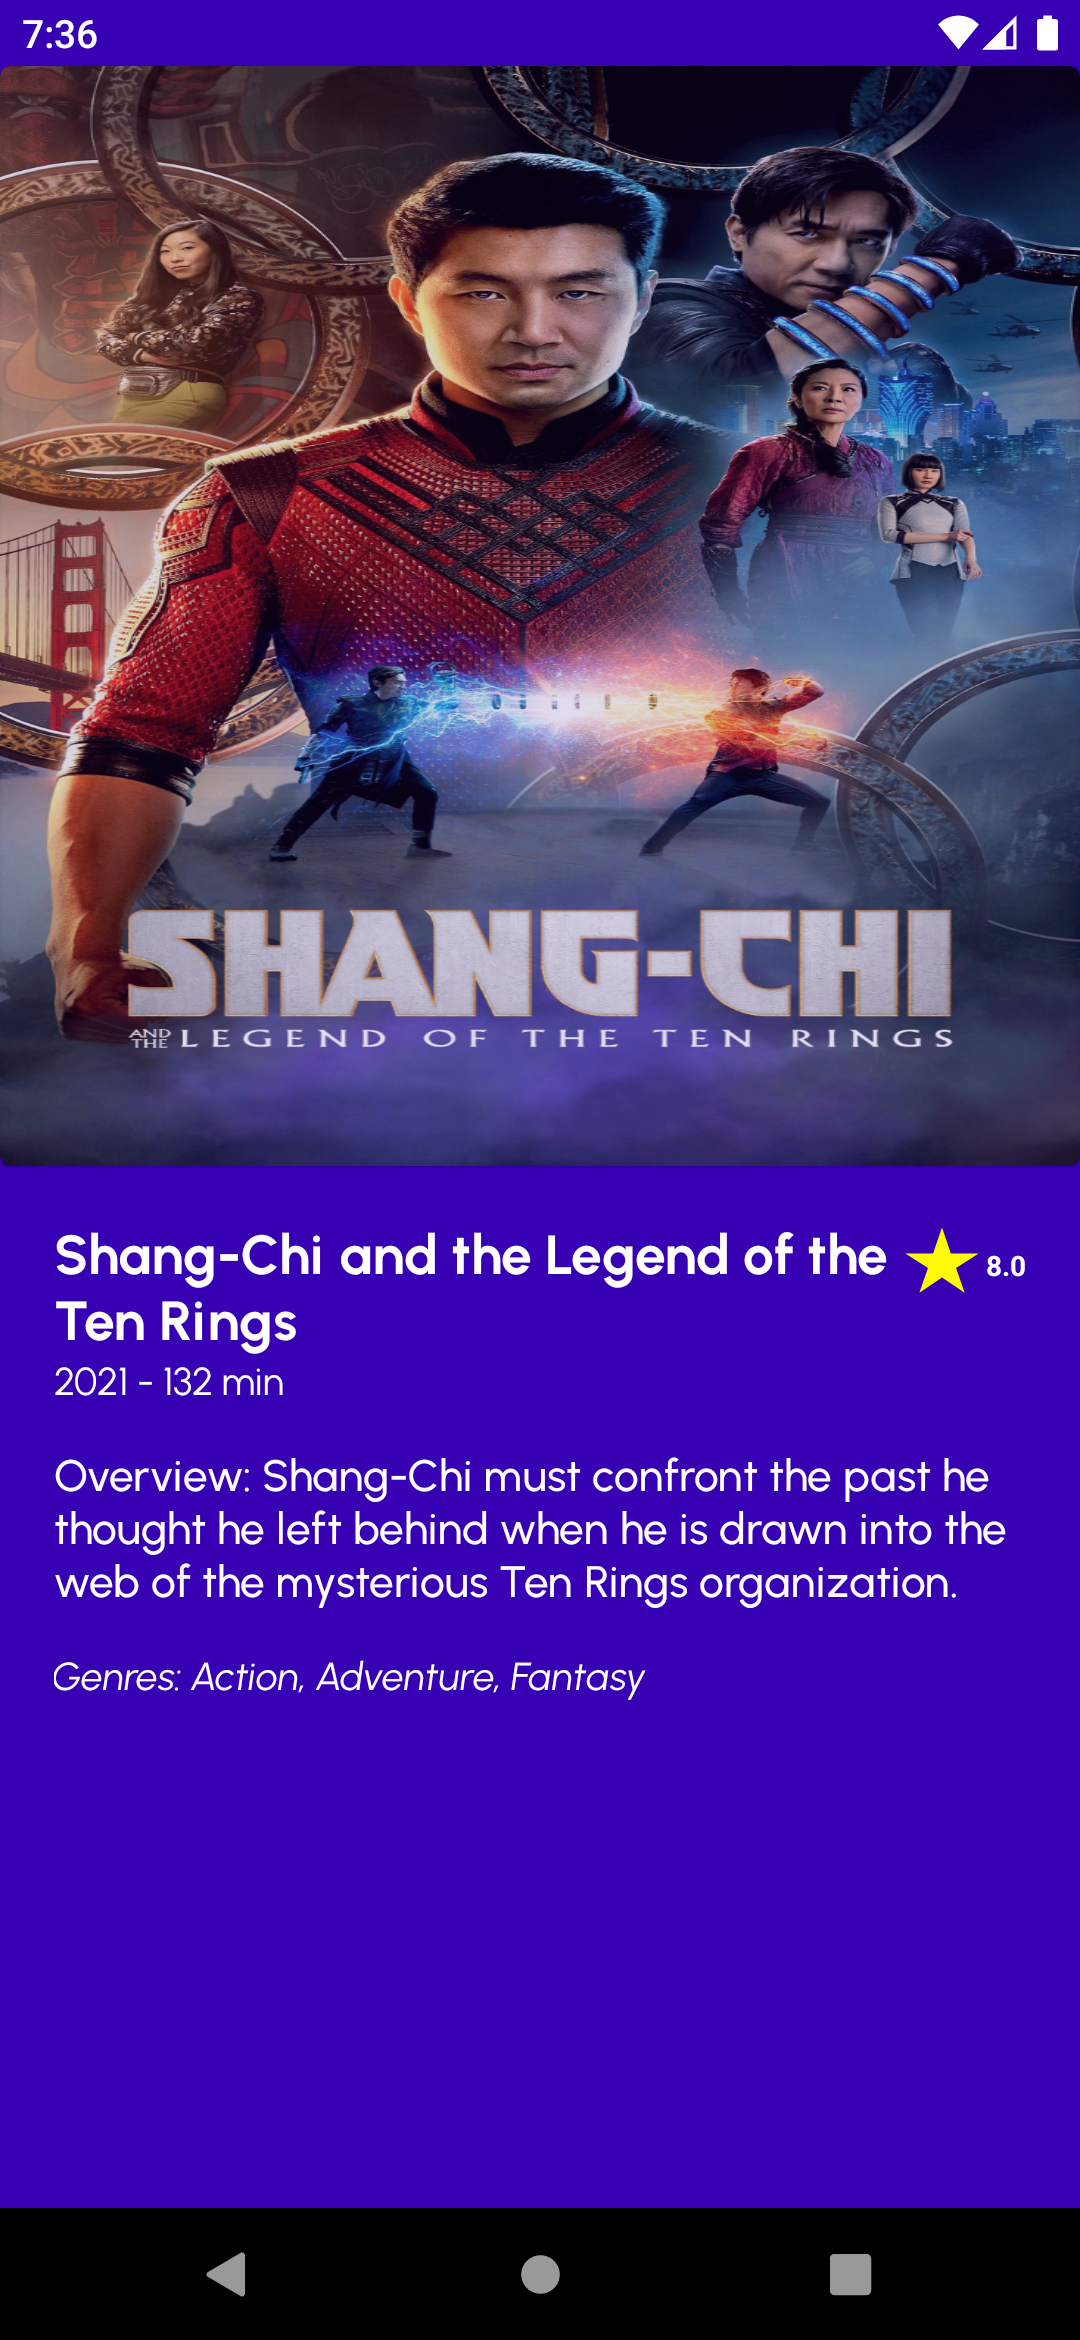 7:36
SHANG-CHI
AND THE LEGEND OF THE TEN RINGS
Shang-Chi and the Legend of the
Ten Rings
8.0
2021 - 132 min
Overview: Shang-Chi must confront the past he
thought he left behind when he is drawn into the
web of the mysterious Ten Rings organization.
Genres: Action, Adventure, Fantasy